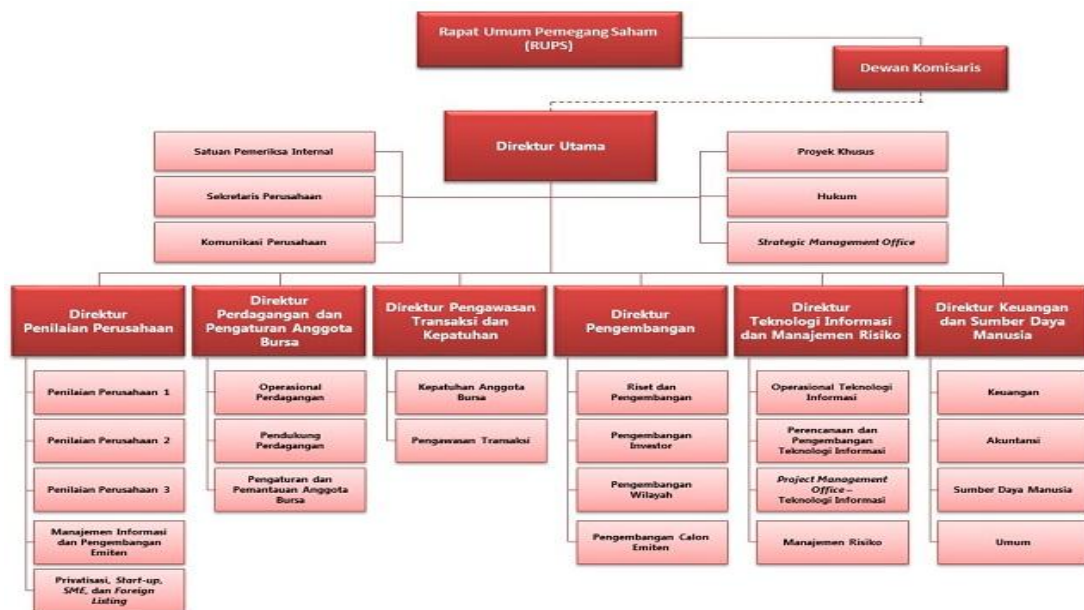 Rapat Umum Pemegang Saham
(RUPS)
Dewan Komisaris
Direktur Utama
Satuan Pemeriksa Internal
Proyek Khusus
Sekretaris Perusahaan
Hukum
Komunikasi Perusahaan
Strategic Management Office
Direktur
Penilaian Perusahaan
Direktur
Perdagangan dan
Pengaturan Anggota
Bursa
Direktur Pengawasan
Transaksi dan
Kepatuhan
Direktur
Pengembangan
Direktur
Teknologi Informasi
dan Manajemen Risiko
Direktur Keuangan
dan Sumber Daya
Manusia
Penilaian Perusahaan 1
Penilaian Perusahaan 2
Penilaian Perusahaan 3
Manajemen Informasi
dan Pengembangan
Emiten
Privatisasi, Start-up,
SME, dan Foreign
Listing
Operasional
Perdagangan
Pendukung
Perdagangan
Pengaturan dan
Pemantauan Anggota
Bursa
Kepatuhan Anggota
Bursa
Pengawasan Transaksi
Riset dan
Pengembangan
Pengembangan
Investor
Pengembangan
Wilayah
Pengembangan Calon
Emiten
Operasional Teknologi
Informasi
Perencanaan dan
Pengembangan
Teknologi Informasi
Project Management
Office –
Teknologi Informasi
Manajemen Risiko
Keuangan
Akuntansi
Sumber Daya Manusia
Umum